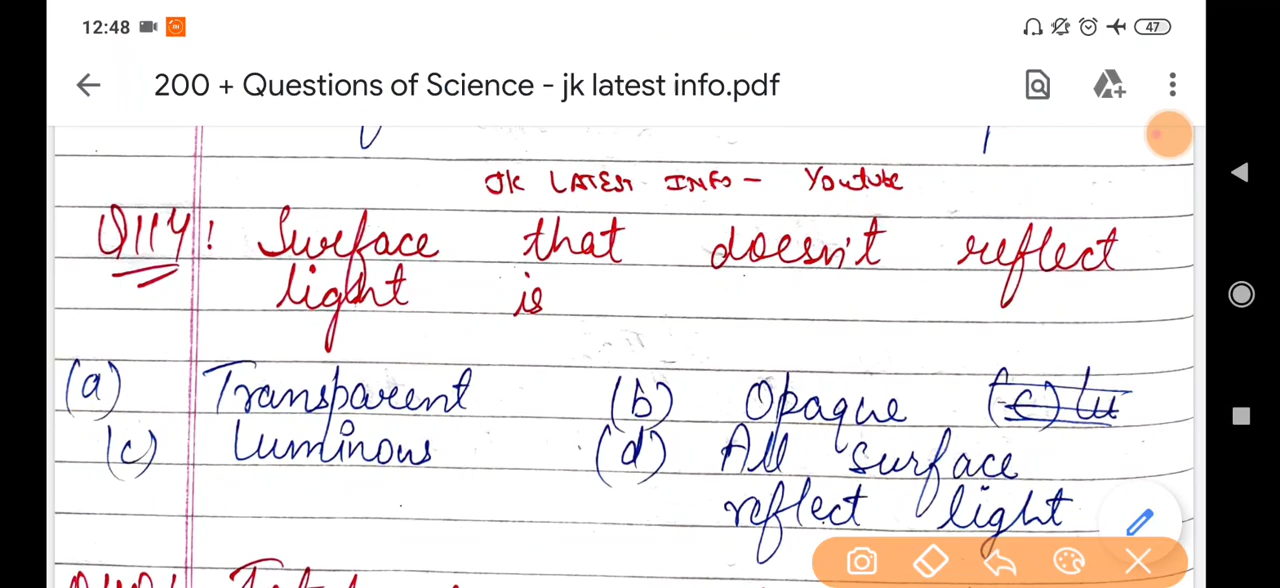 12:48
47
200 + Questions of Science - jk latest info.pdf
JK LATEST INFO - Youtube
Q114! Surface that doesn't reflect
light is
(a) Transparent (b) Opaque
(c) Luminous (d) All surface
reflect light